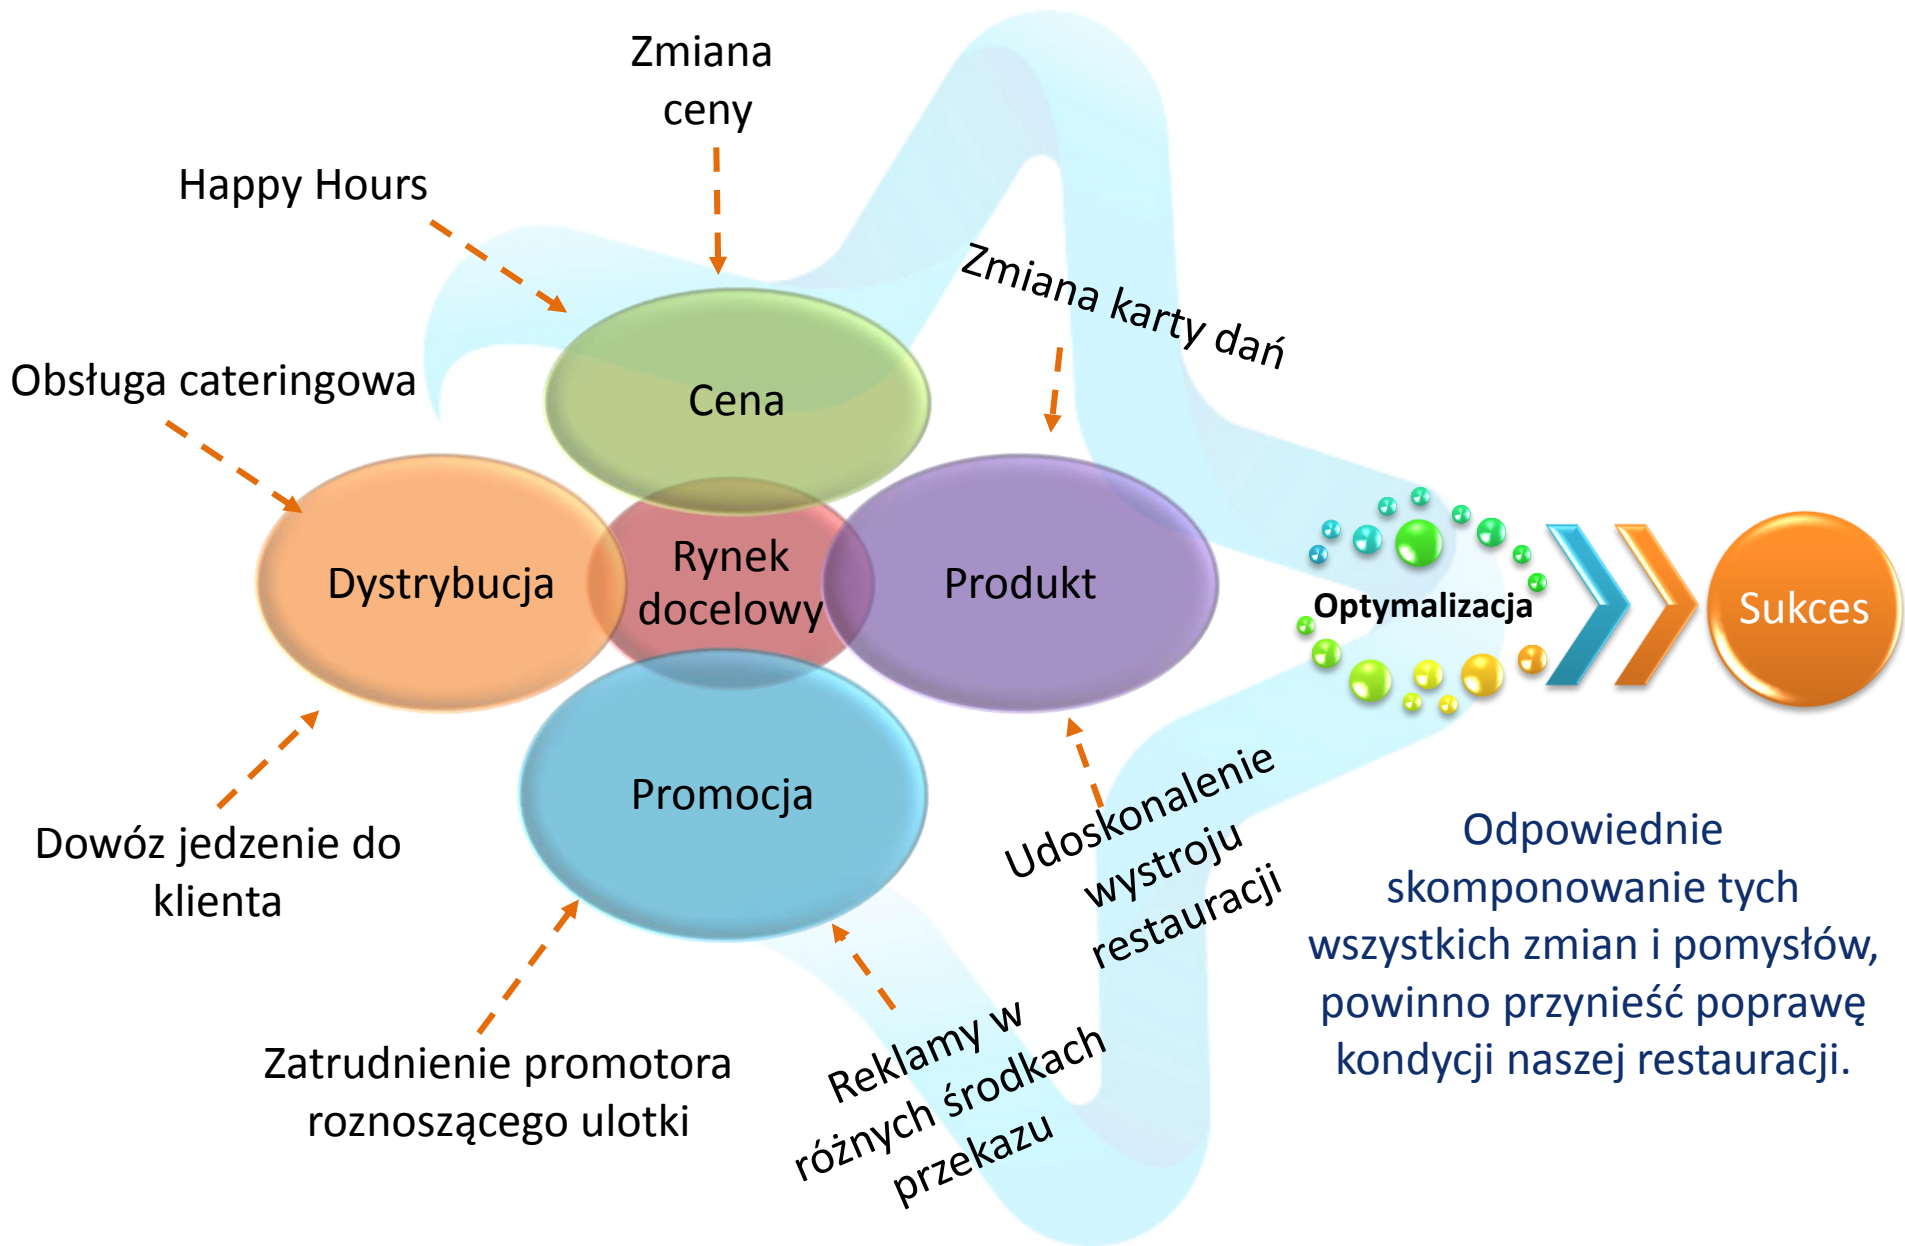 Zmiana
ceny
Happy Hours
Zmiana karty dań
Obsługa cateringowa
Cena
Dystrybucja
Rynek
docelowy
Produkt
Optymalizacja
Sukces
Promocja
Dowóz jedzenie do
klienta
Udoskonalenie
wystroju
restauracji
Odpowiednie
skomponowanie tych
wszystkich zmian i pomysłów,
powinno przynieść poprawę
kondycji naszej restauracji.
Zatrudnienie promotora
roznoszącego ulotki
Reklamy w
różnych środkach
przekazu